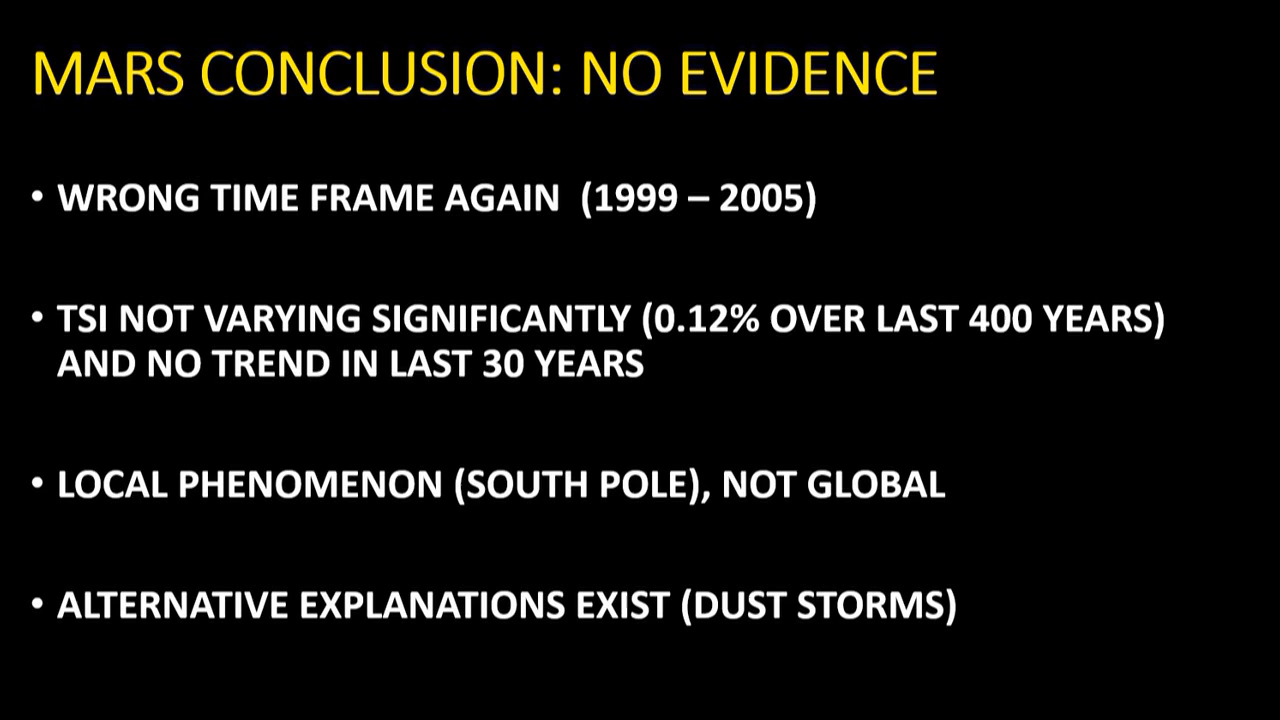 MARS CONCLUSION: NO EVIDENCE
• WRONG TIME FRAME AGAIN (1999 – 2005)
• TSI NOT VARYING SIGNIFICANTLY (0.12% OVER LAST 400 YEARS)
AND NO TREND IN LAST 30 YEARS
• LOCAL PHENOMENON (SOUTH POLE), NOT GLOBAL
• ALTERNATIVE EXPLANATIONS EXIST (DUST STORMS)